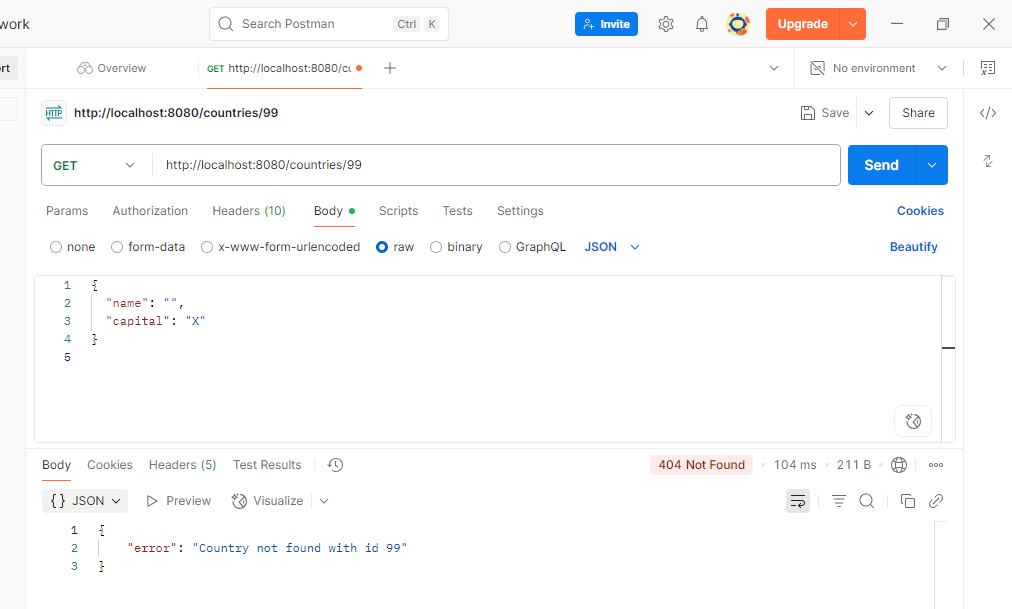 work Search Postman Ctrl K Invite Upgrade
rt Overview GET http://localhost:8080/c No environment
HTTP http://localhost:8080/countries/99 Save Share </>
GET http://localhost:8080/countries/99 Send
Params Authorization Headers (10) Body Scripts Tests Settings Cookies
none form-data x-www-form-urlencoded raw binary GraphQL JSON Beautify
1 {
2 "name": "",
3 "capital": "X"
4 }
5
Body Cookies Headers (5) Test Results 404 Not Found • 104 ms • 211 B •
{} JSON Preview Visualize
1 {
2 "error": "Country not found with id 99"
3 }